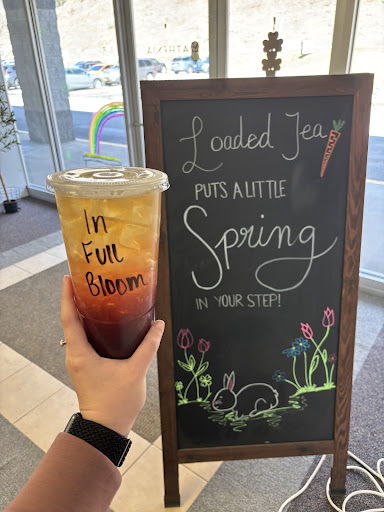 Loaded Tea
PUTS A LITTLE
Spring
IN YOUR STEP!
In
Full
Bloom